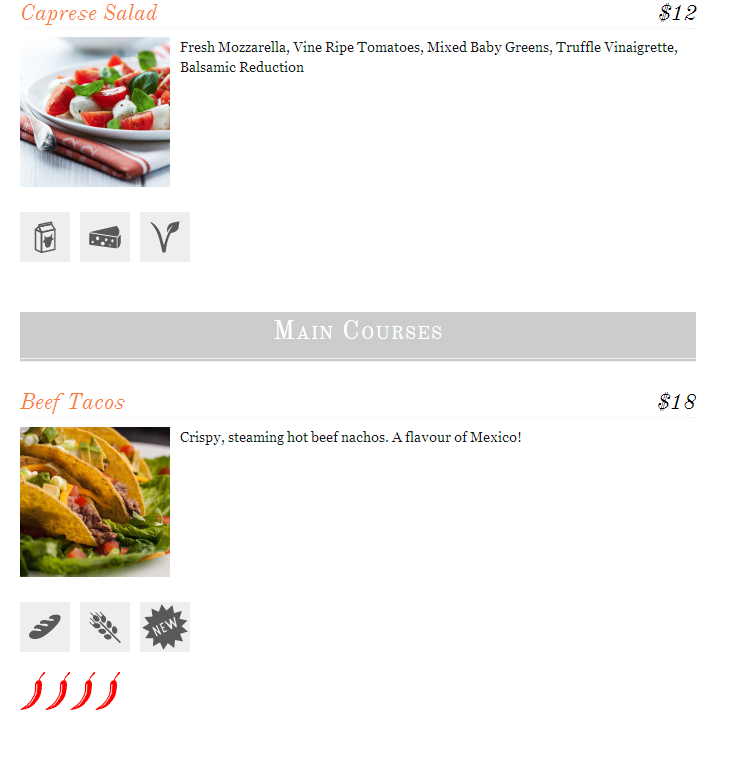 Caprese Salad $12
Fresh Mozzarella, Vine Ripe Tomatoes, Mixed Baby Greens, Truffle Vinaigrette,
Balsamic Reduction
Main Courses
Beef Tacos $18
Crispy, steaming hot beef nachos. A flavour of Mexico!
NEW